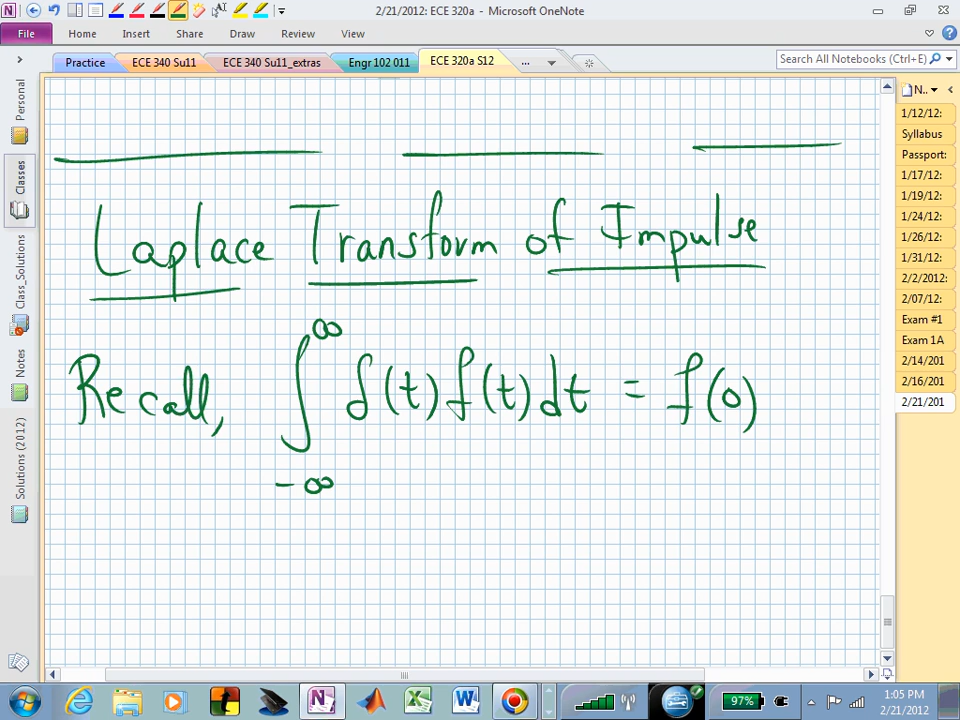 2/21/2012: ECE 320a - Microsoft OneNote
File Home Insert Share Draw Review View
Practice ECE 340 Su11 ECE 340 Su11_extras Engr 102 011 ECE 320a S12 ... Search All Notebooks (Ctrl+E)
N..
Personal
Classes
Class_Solutions
Notes
Solutions (2012)
Laplace Transform of Impulse
Recall, ∫_{-∞}^{∞} δ(t) f(t) dt = f(0)
1/12/12:
Syllabus
Passport:
1/17/12:
1/19/12:
1/24/12:
1/26/12:
1/31/12:
2/2/2012:
2/07/12:
Exam #1
Exam 1A
2/14/201
2/16/201
2/21/201
97%
1:05 PM
2/21/2012